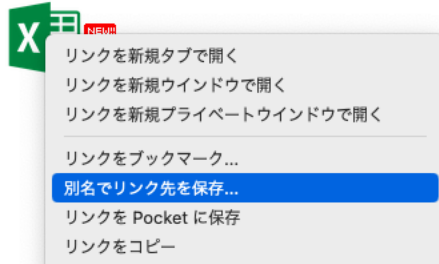 X
NEW!!
リンクを新規タブで開く
リンクを新規ウインドウで開く
リンクを新規プライベートウインドウで開く
リンクをブックマーク...
別名でリンク先を保存...
リンクを Pocket に保存
リンクをコピー